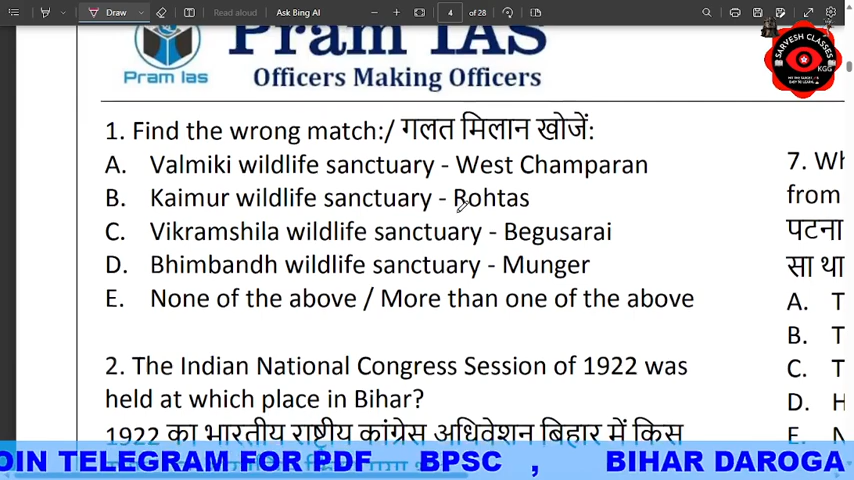 Draw
Read aloud
Ask Bing AI
4
of 28
Pram IAS
Pram Ias
Officers Making Officers
SARVESH CLASSES
KGG
1. Find the wrong match:/ गलत मिलान खोजें:
A. Valmiki wildlife sanctuary - West Champaran
B. Kaimur wildlife sanctuary - Rohtas
C. Vikramshila wildlife sanctuary - Begusarai
D. Bhimbandh wildlife sanctuary - Munger
E. None of the above / More than one of the above
2. The Indian National Congress Session of 1922 was
held at which place in Bihar?
1922 का भारतीय राष्ट्रीय कांग्रेस अधिवेशन बिहार में किस
7. Wh
from
पटना
सा था
A. T
B. T
C. T
D. H
E. N
OIN TELEGRAM FOR PDF BPSC , BIHAR DAROGA